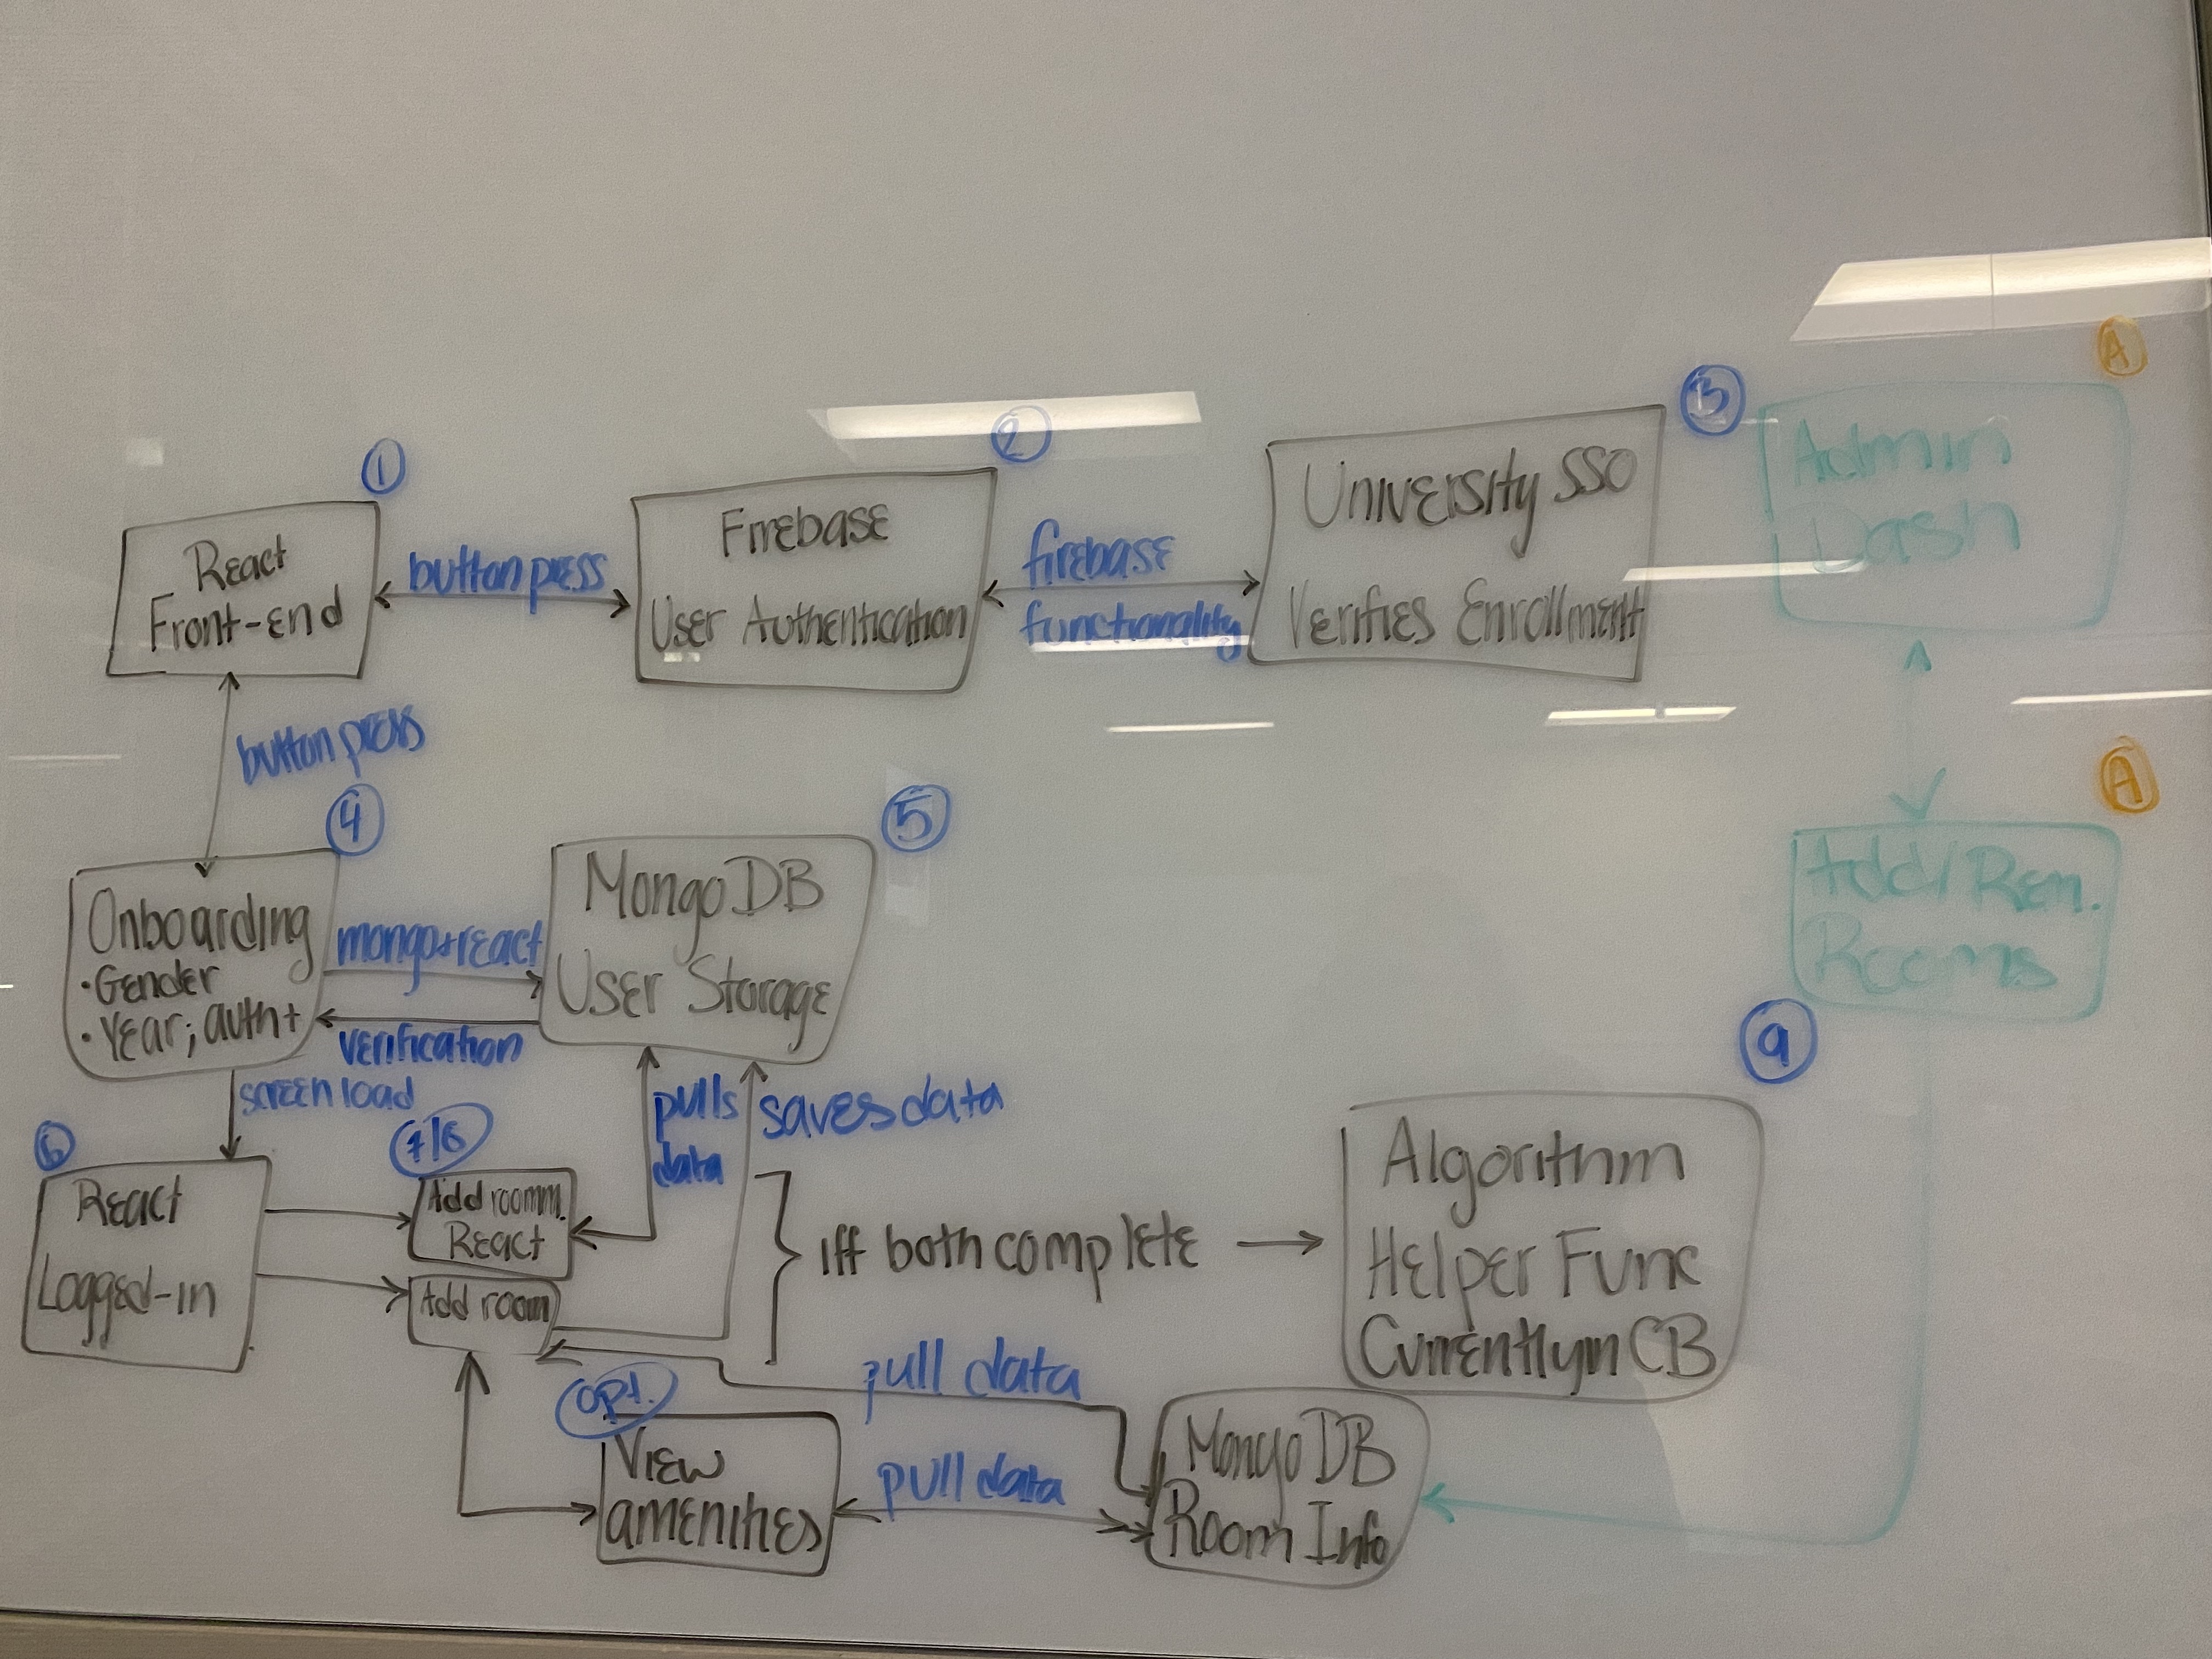 A
3
Admin
Dash
2
1
University SSO
Verifies Enrollment
Firebase
User Authentication
firebase
functionality
React
Front-end
button press
button press
A
4
5
Add/Rem.
Rooms
Onboarding
• Gender
• Year; auth +
mongo+react
verification
MongoDB
User Storage
9
screen load
pulls
data
saves data
6
7/8
React
Logged-in
Add roomm.
React
Add room
iff both complete
Algorithm
Helper Func
Currently in CB
opt.
View
amenities
pull data
pull data
MongoDB
Room Info